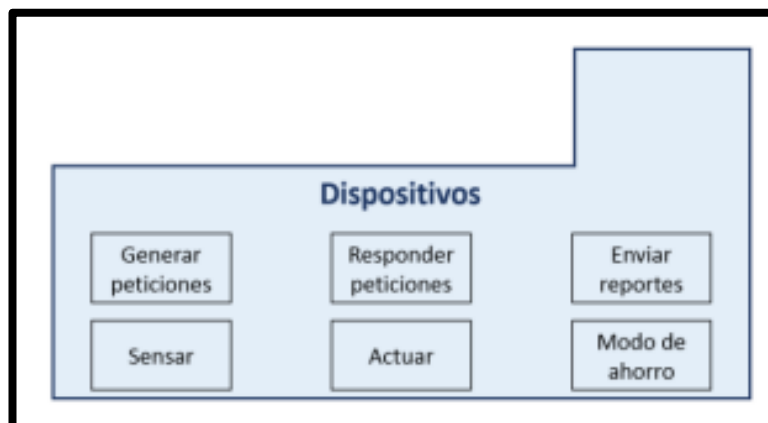 Dispositivos
Generar
peticiones
Responder
peticiones
Enviar
reportes
Sensar
Actuar
Modo de
ahorro